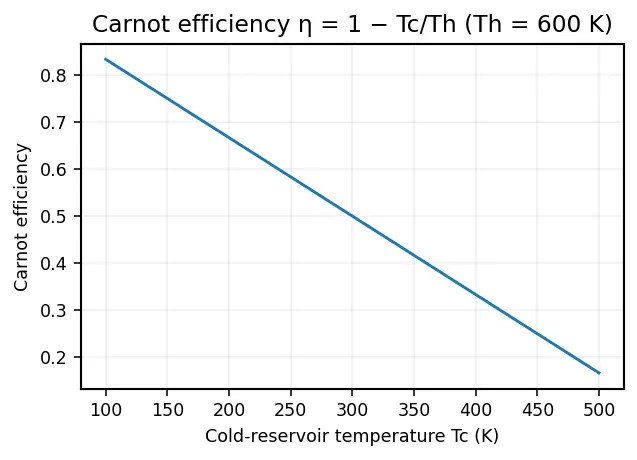 Carnot efficiency η = 1 − Tc/Th (Th = 600 K)
Carnot efficiency
0.8
0.7
0.6
0.5
0.4
0.3
0.2
100 150 200 250 300 350 400 450 500
Cold-reservoir temperature Tc (K)